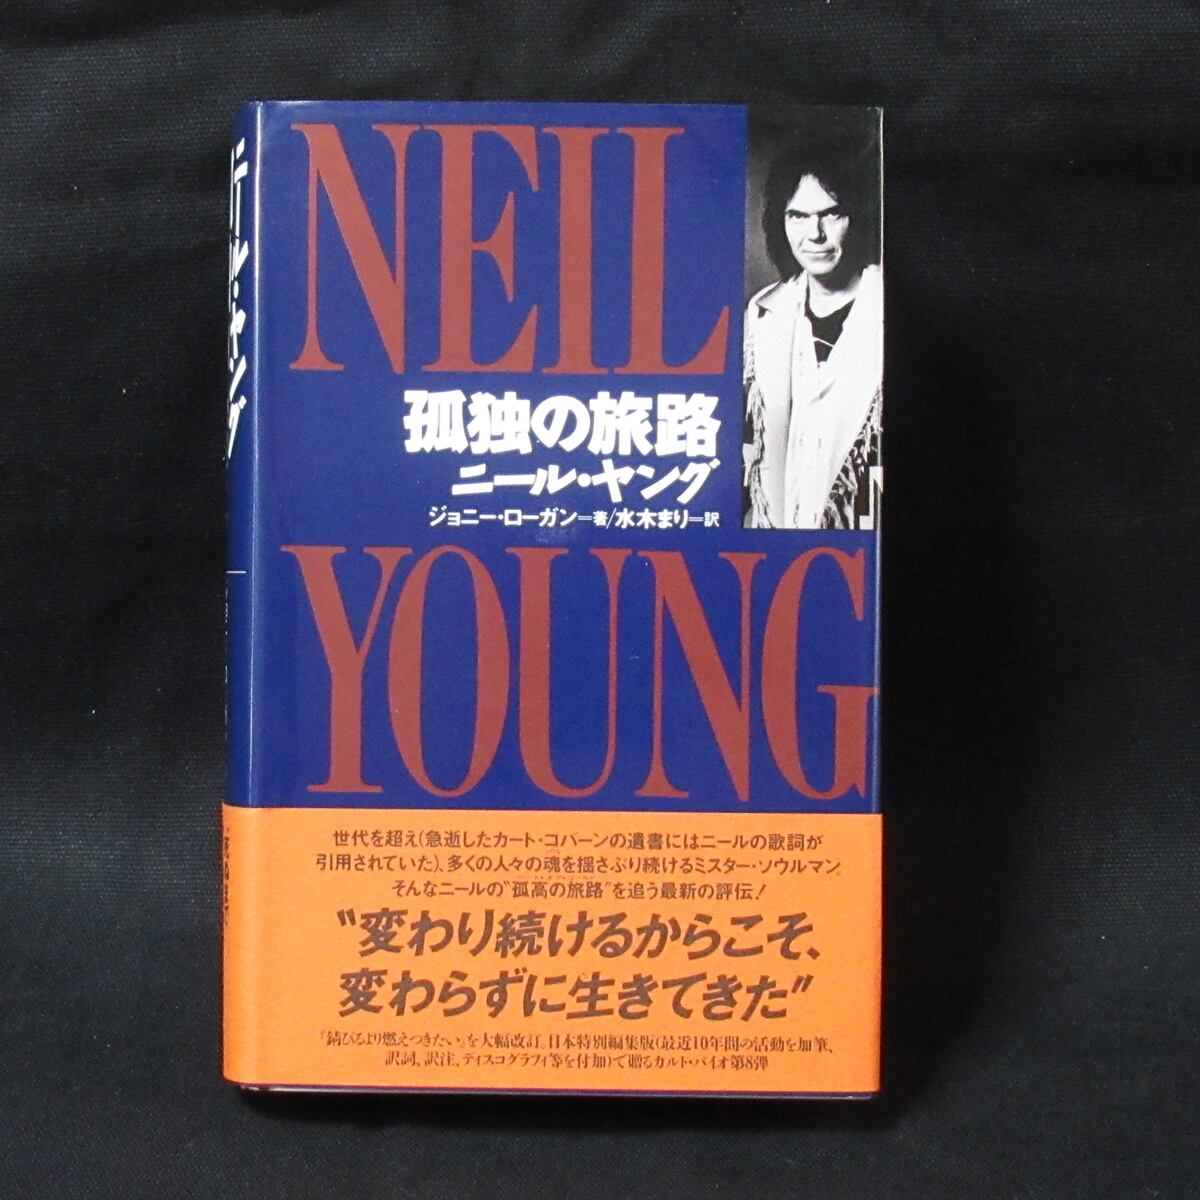 ニール・ヤング
NEIL
孤独の旅路
ニール・ヤング
ジョニー・ローガン=著/水木まり=訳
YOUNG
世代を超え(急逝したカート・コバーンの遺書にはニールの歌詞が
引用されていた)、多くの人々の魂を揺さぶり続けるミスター・ソウルマン。
そんなニールの“孤高の旅路”を追う最新の評伝!
“変わり続けるからこそ、
変わらずに生きてきた”
『錆びるより燃えつきたい』を大幅改訂。日本特別編集版(最近10年間の活動を加筆、
訳詞、訳注、ディスコグラフィ等を付加)で贈るカルト・バイオ第8弾